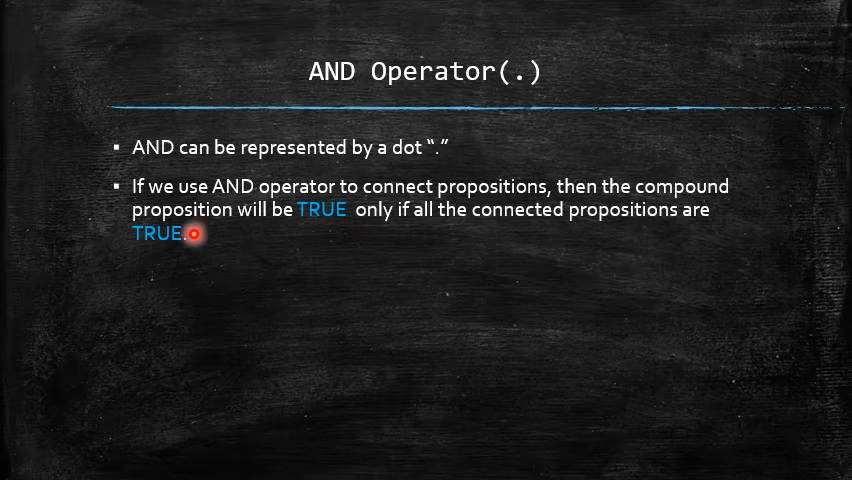 AND Operator(.)
▪ AND can be represented by a dot “.”
▪ If we use AND operator to connect propositions, then the compound
proposition will be TRUE only if all the connected propositions are
TRUE.